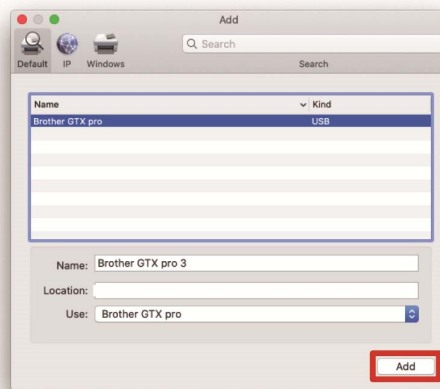 Add
Search
Default IP Windows Search
Name Kind
Brother GTX pro USB
Name: Brother GTX pro 3
Location:
Use: Brother GTX pro
Add